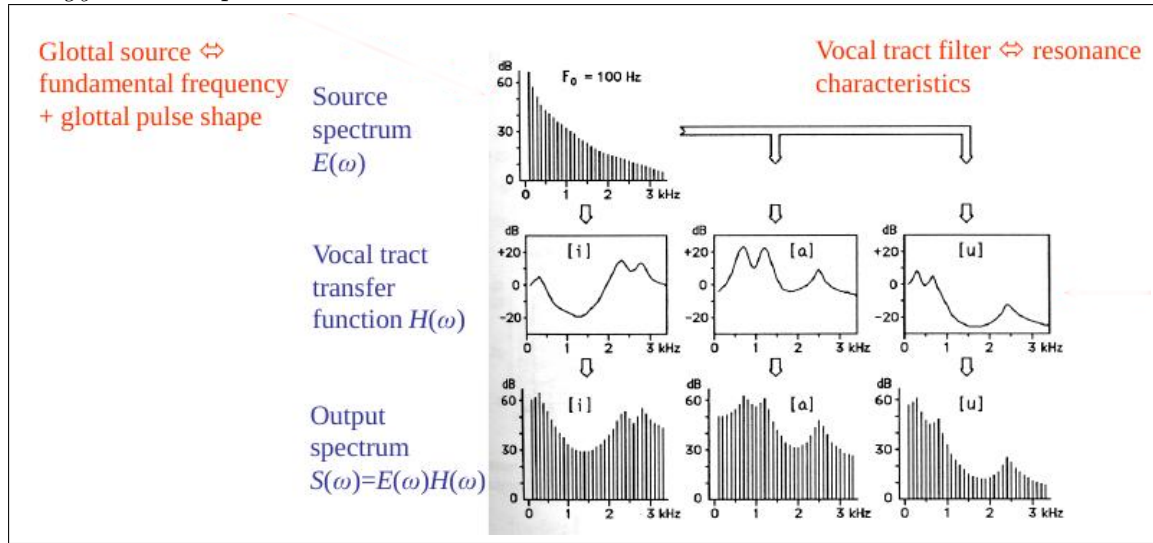 Glottal source ⇔
fundamental frequency
+ glottal pulse shape
Vocal tract filter ⇔ resonance
characteristics
Source
spectrum
E(ω)
dB
60
30
0
F₀ = 100 Hz
0 1 2 3 kHz
Vocal tract
transfer
function H(ω)
dB
+20
0
-20
[i]
0 1 2 3 kHz
dB
+20
0
-20
[a]
0 1 2 3 kHz
dB
+20
0
-20
[u]
0 1 2 3 kHz
Output
spectrum
S(ω)=E(ω)H(ω)
dB
60
30
0
[i]
0 1 2 3 kHz
dB
60
30
0
[a]
0 1 2 3 kHz
dB
60
30
0
[u]
0 1 2 3 kHz